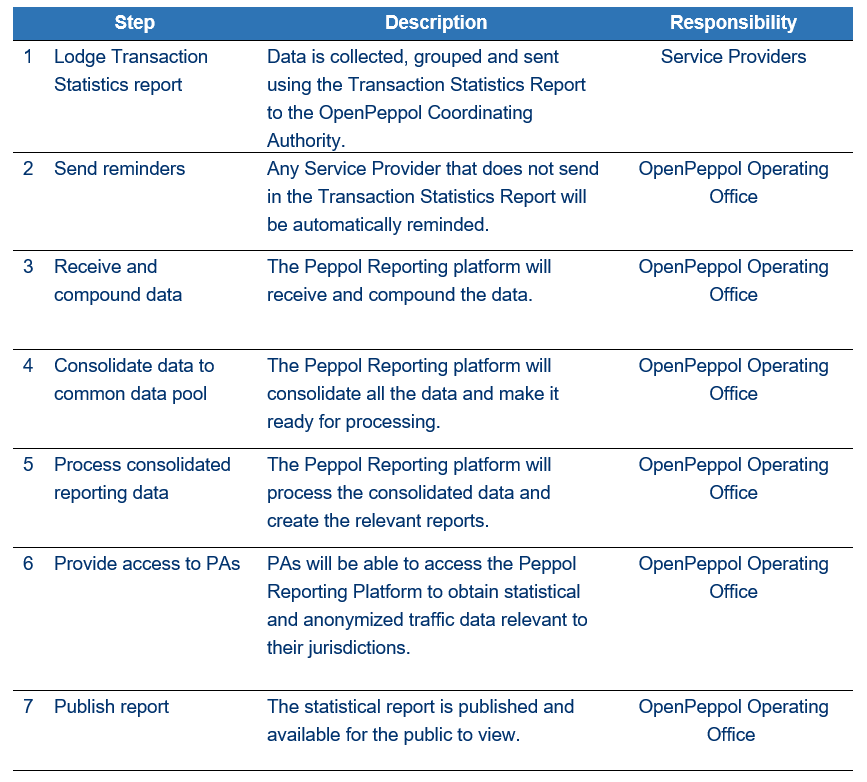 Step Description Responsibility
1 Lodge Transaction Data is collected, grouped and sent Service Providers
Statistics report using the Transaction Statistics Report
to the OpenPeppol Coordinating
Authority.
2 Send reminders Any Service Provider that does not send OpenPeppol Operating
in the Transaction Statistics Report will Office
be automatically reminded.
3 Receive and The Peppol Reporting platform will OpenPeppol Operating
compound data receive and compound the data. Office
4 Consolidate data to The Peppol Reporting platform will OpenPeppol Operating
common data pool consolidate all the data and make it Office
ready for processing.
5 Process consolidated The Peppol Reporting platform will OpenPeppol Operating
reporting data process the consolidated data and Office
create the relevant reports.
6 Provide access to PAs PAs will be able to access the Peppol OpenPeppol Operating
Reporting Platform to obtain statistical Office
and anonymized traffic data relevant to
their jurisdictions.
7 Publish report The statistical report is published and OpenPeppol Operating
available for the public to view. Office